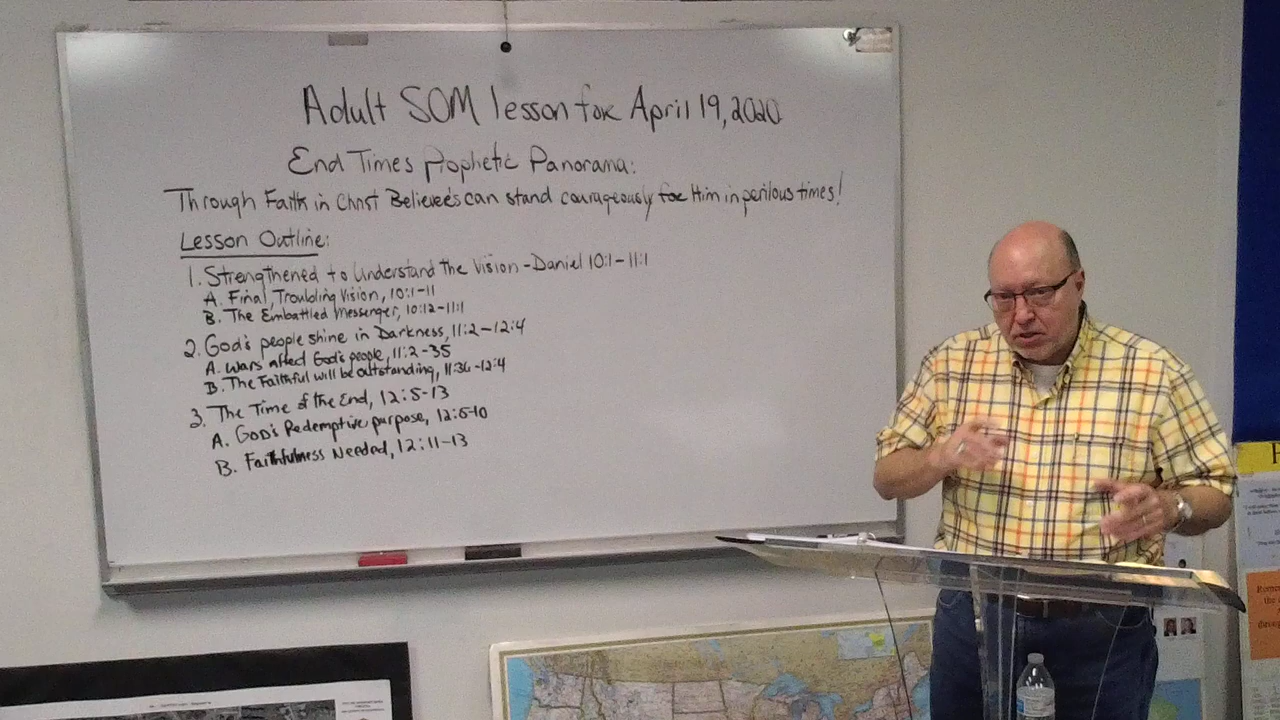 Adult SOM lesson for April 19, 2020
End Times Prophetic Panorama:
Through Faith in Christ Believers can stand courageously for Him in perilous times!
Lesson Outline:
1. Strengthened to Understand the Vision - Daniel 10:1-11:1
A. Final, Troubling Vision, 10:1-11
B. The Embattled Messenger, 10:12-11:1
2. God's people shine in Darkness, 11:2-12:4
A. Wars affect God's people, 11:2-35
B. The Faithful will be outstanding, 11:36-12:4
3. The Time of the End, 12:5-13
A. God's Redemptive purpose, 12:5-10
B. Faithfulness Needed, 12:11-13